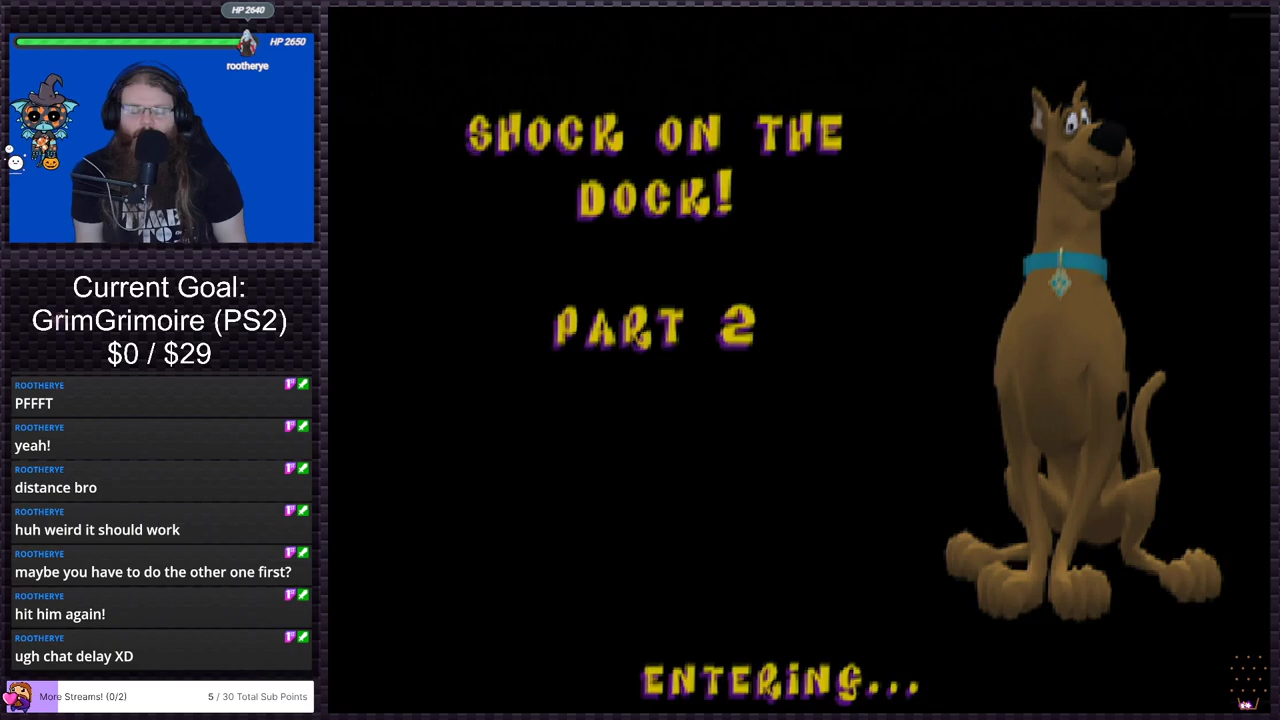 HP 2640
HP 2650
rootherye
SHOCK ON THE
DOCK!
PART 2
ENTERING...
Current Goal:
GrimGrimoire (PS2)
$0 / $29
ROOTHERYE
PFFFT
ROOTHERYE
yeah!
ROOTHERYE
distance bro
ROOTHERYE
huh weird it should work
ROOTHERYE
maybe you have to do the other one first?
ROOTHERYE
hit him again!
ROOTHERYE
ugh chat delay XD
More Streams! (0/2) 5 / 30 Total Sub Points